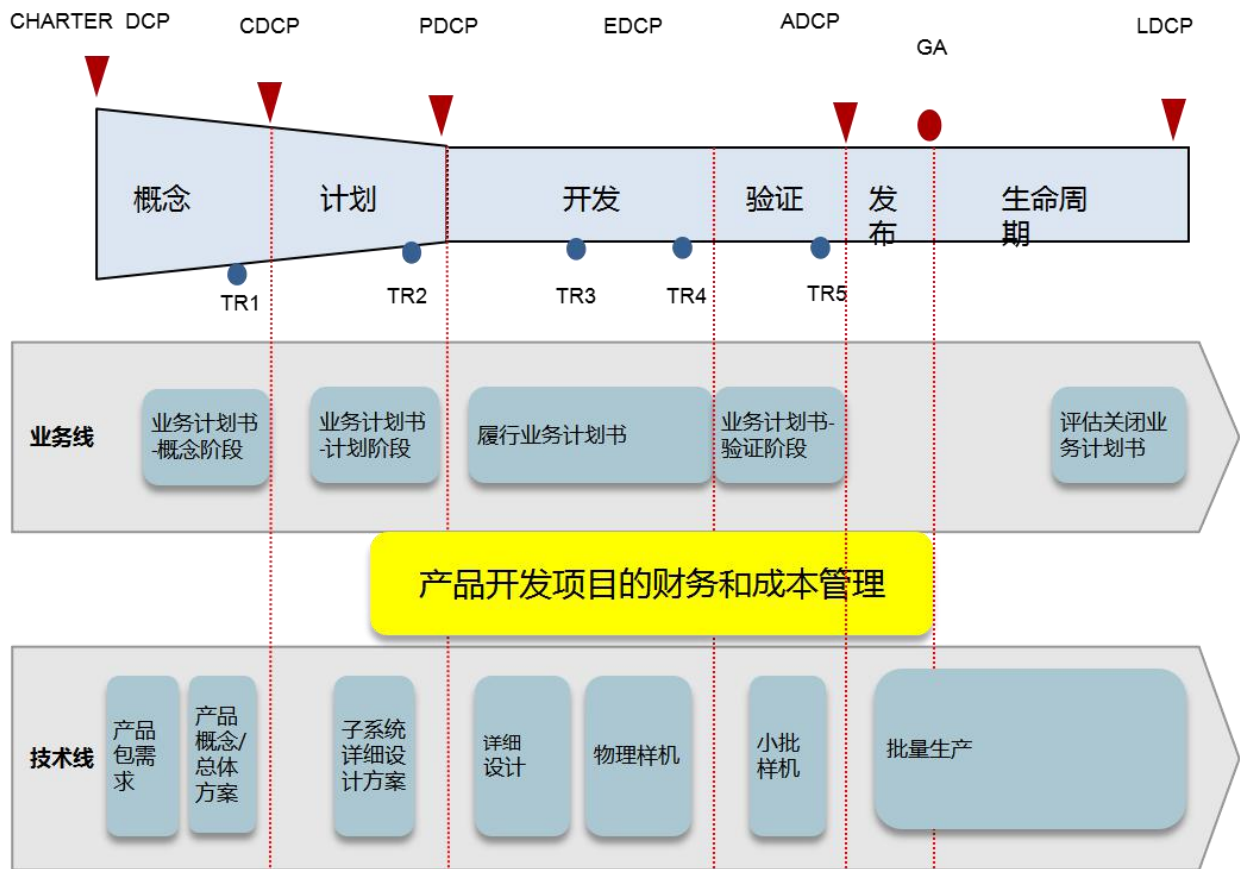 CHARTER DCP
CDCP
PDCP
EDCP
ADCP
GA
LDCP
概念
计划
开发
验证
发
布
生命周
期
TR1
TR2
TR3
TR4
TR5
业务线
业务计划书
-概念阶段
业务计划书
-计划阶段
履行业务计划书
业务计划书-
验证阶段
评估关闭业
务计划书
产品开发项目的财务和成本管理
技术线
产品
包需
求
产品
概念/
总体
方案
子系统
详细设
计方案
详细
设计
物理样机
小批
样机
批量生产